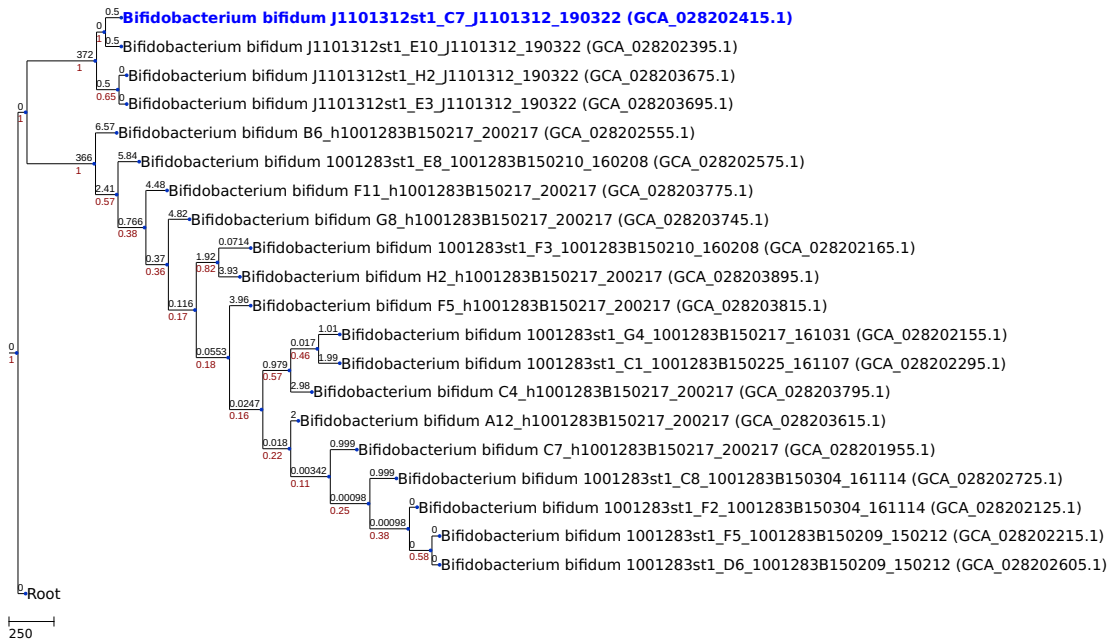 0.5
Bifidobacterium bifidum J1101312st1_C7_J1101312_190322 (GCA_028202415.1)
0
1
0.5
Bifidobacterium bifidum J1101312st1_E10_J1101312_190322 (GCA_028202395.1)
372
1
0
Bifidobacterium bifidum J1101312st1_H2_J1101312_190322 (GCA_028203675.1)
0.5
0.65
0
Bifidobacterium bifidum J1101312st1_E3_J1101312_190322 (GCA_028203695.1)
0
1
6.57
Bifidobacterium bifidum B6_h1001283B150217_200217 (GCA_028202555.1)
366
1
5.84
Bifidobacterium bifidum 1001283st1_E8_1001283B150210_160208 (GCA_028202575.1)
2.41
0.57
4.48
Bifidobacterium bifidum F11_h1001283B150217_200217 (GCA_028203775.1)
0.766
0.38
4.82
Bifidobacterium bifidum G8_h1001283B150217_200217 (GCA_028203745.1)
0.37
0.36
0.0714
Bifidobacterium bifidum 1001283st1_F3_1001283B150210_160208 (GCA_028202165.1)
1.92
0.82
3.93
Bifidobacterium bifidum H2_h1001283B150217_200217 (GCA_028203895.1)
0.116
0.17
3.96
Bifidobacterium bifidum F5_h1001283B150217_200217 (GCA_028203815.1)
0.0553
0.18
1.01
Bifidobacterium bifidum 1001283st1_G4_1001283B150217_161031 (GCA_028202155.1)
0.017
0.46
1.99
Bifidobacterium bifidum 1001283st1_C1_1001283B150225_161107 (GCA_028202295.1)
0.979
0.57
2.98
Bifidobacterium bifidum C4_h1001283B150217_200217 (GCA_028203795.1)
0.0247
0.16
2
Bifidobacterium bifidum A12_h1001283B150217_200217 (GCA_028203615.1)
0.018
0.22
0.999
Bifidobacterium bifidum C7_h1001283B150217_200217 (GCA_028201955.1)
0.00342
0.11
0.999
Bifidobacterium bifidum 1001283st1_C8_1001283B150304_161114 (GCA_028202725.1)
0.00098
0.25
0
Bifidobacterium bifidum 1001283st1_F2_1001283B150304_161114 (GCA_028202125.1)
0.00098
0.38
0
Bifidobacterium bifidum 1001283st1_F5_1001283B150209_150212 (GCA_028202215.1)
0
0.58
0
Bifidobacterium bifidum 1001283st1_D6_1001283B150209_150212 (GCA_028202605.1)
0
1
0
Root
250